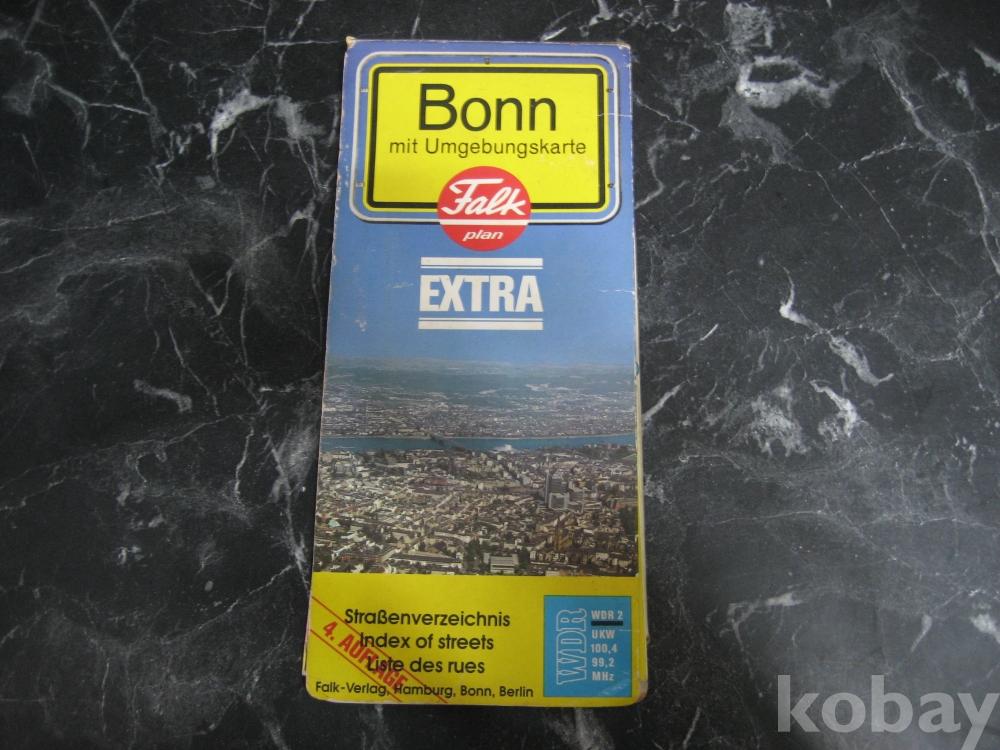 Bonn
mit Umgebungskarte
Falk
plan
EXTRA
Straßenverzeichnis
Index of streets
Liste des rues
4. AUFLAGE
Falk-Verlag, Hamburg, Bonn, Berlin
WDR
WDR 2
UKW
100,4
99,2
MHz
kobay